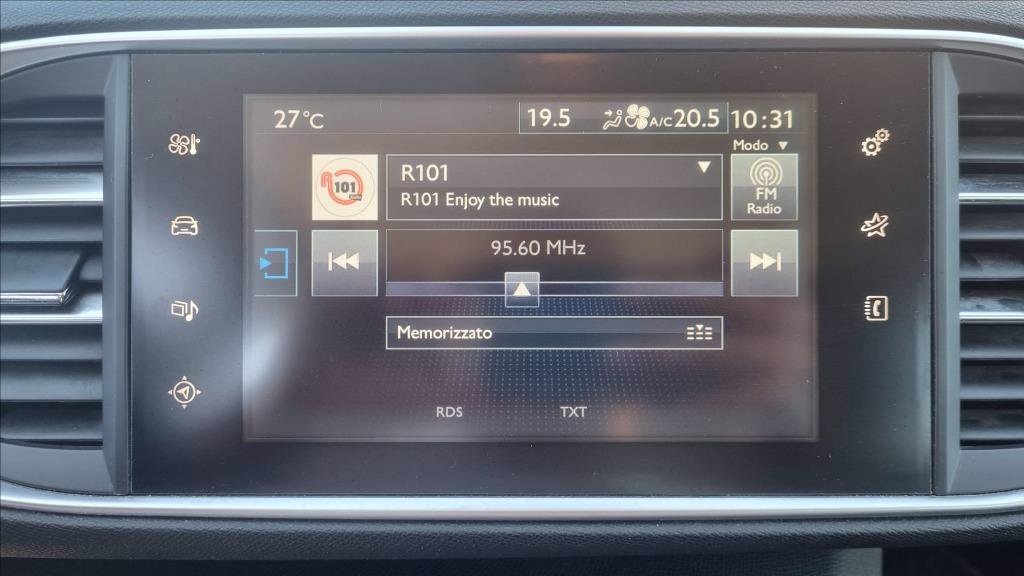 27°C
19.5
A/C
20.5
10:31
Modo
R 101
R101
R101 Enjoy the music
FM
Radio
95.60 MHz
Memorizzato
RDS
TXT